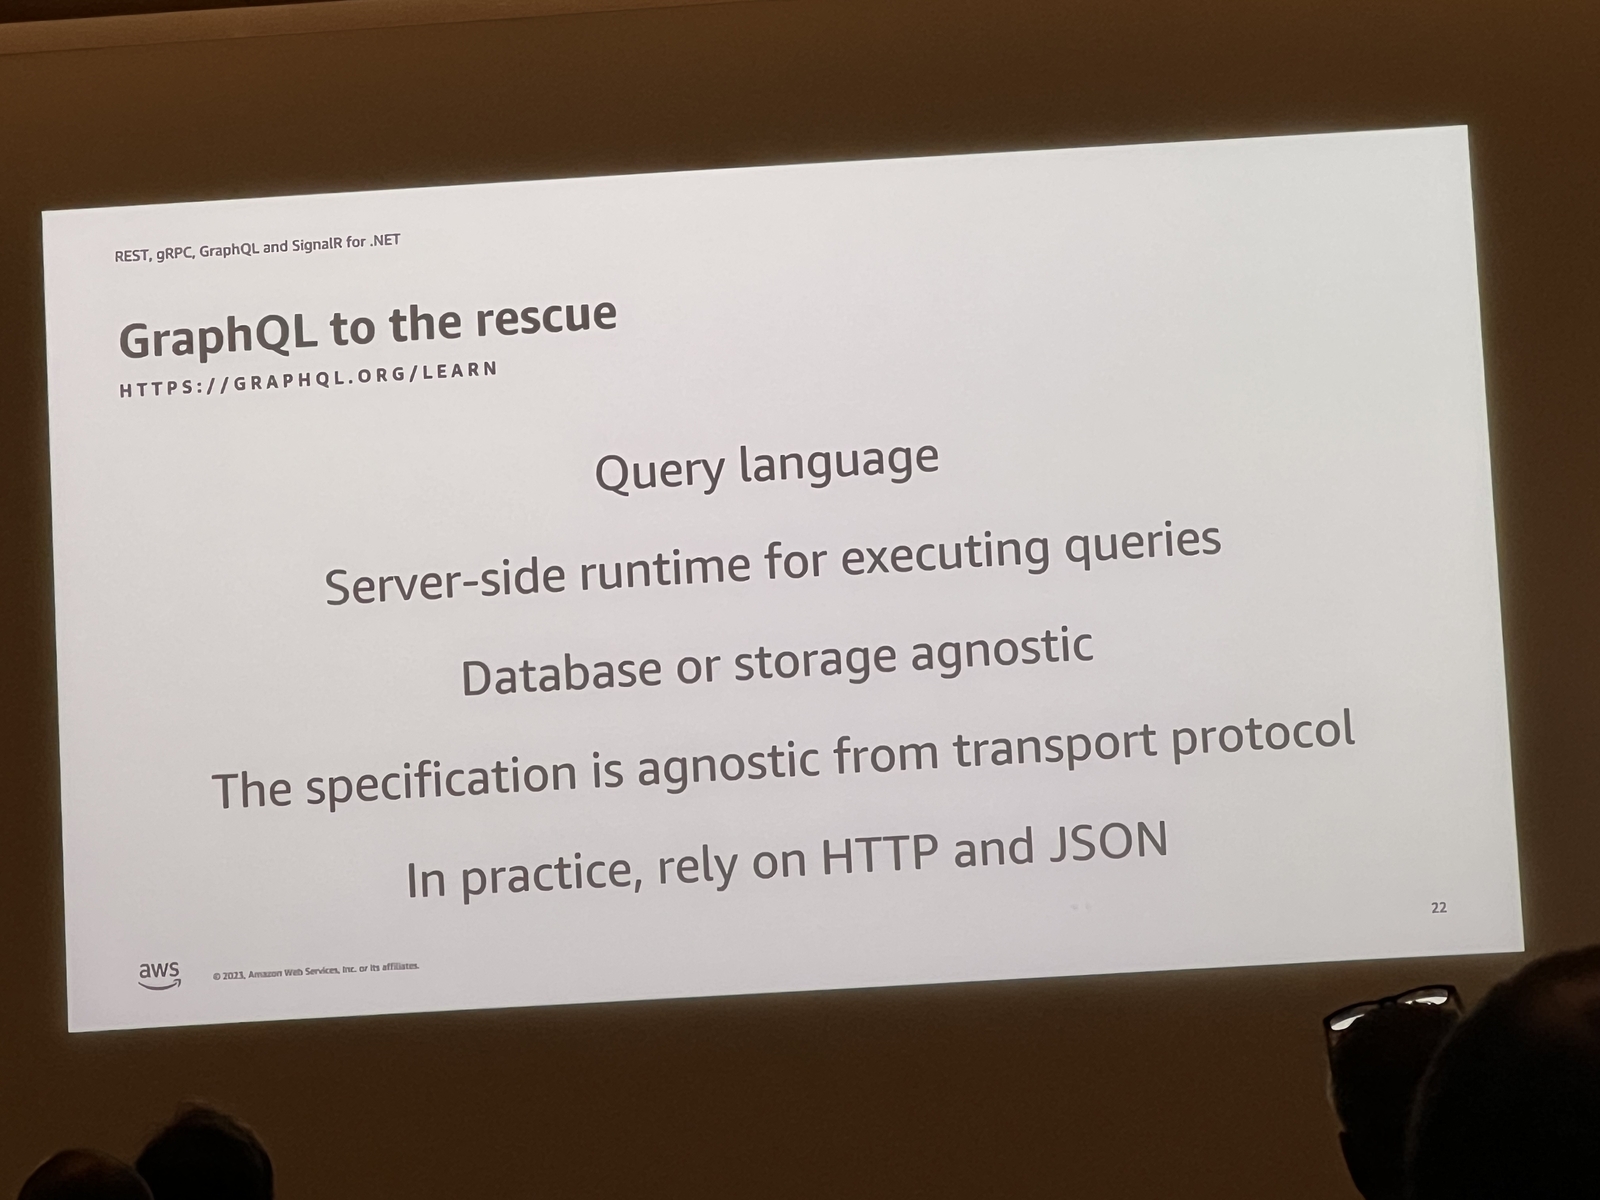 REST, gRPC, GraphQL and SignalR for .NET
GraphQL to the rescue
HTTPS://GRAPHQL.ORG/LEARN
Query language
Server-side runtime for executing queries
Database or storage agnostic
The specification is agnostic from transport protocol
In practice, rely on HTTP and JSON
22
aws
© 2023, Amazon Web Services, Inc. or its affiliates.